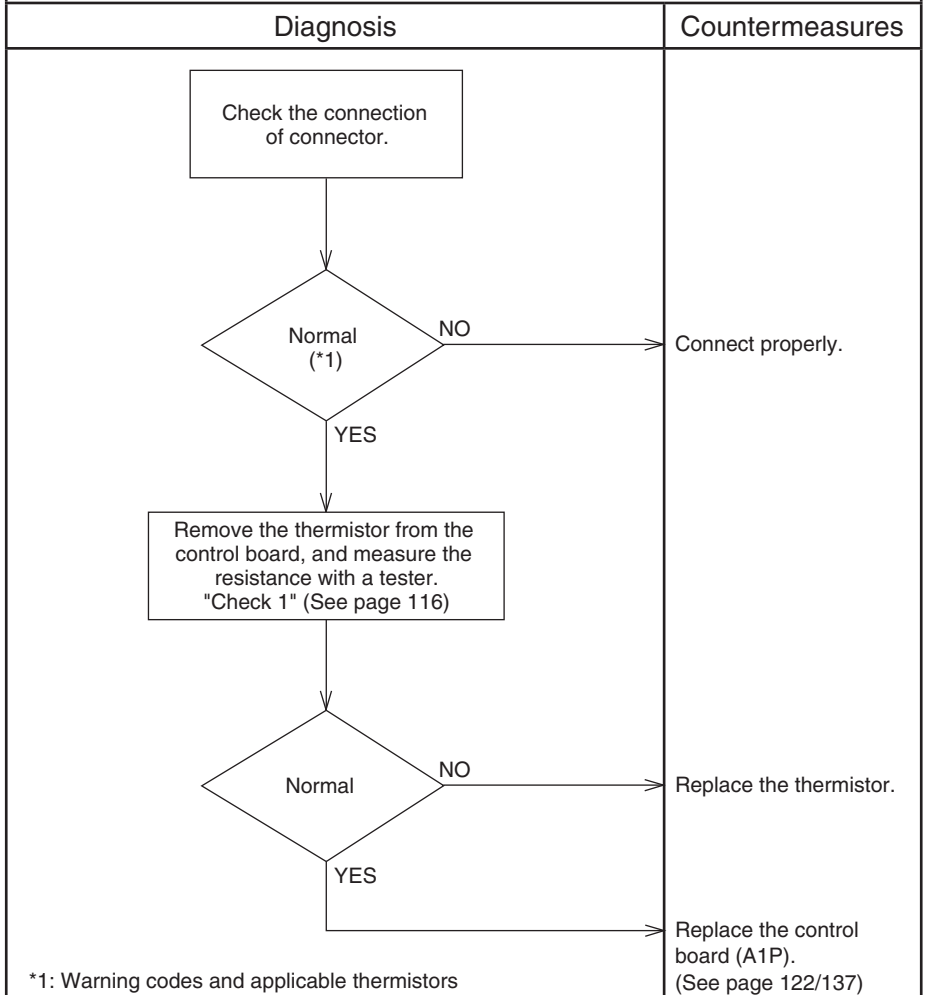 Diagnosis
Countermeasures
Check the connection
of connector.
Normal
(*1)
NO
Connect properly.
YES
Remove the thermistor from the
control board, and measure the
resistance with a tester.
"Check 1" (See page 116)
Normal
NO
Replace the thermistor.
YES
Replace the control
board (A1P).
(See page 122/137)
*1: Warning codes and applicable thermistors